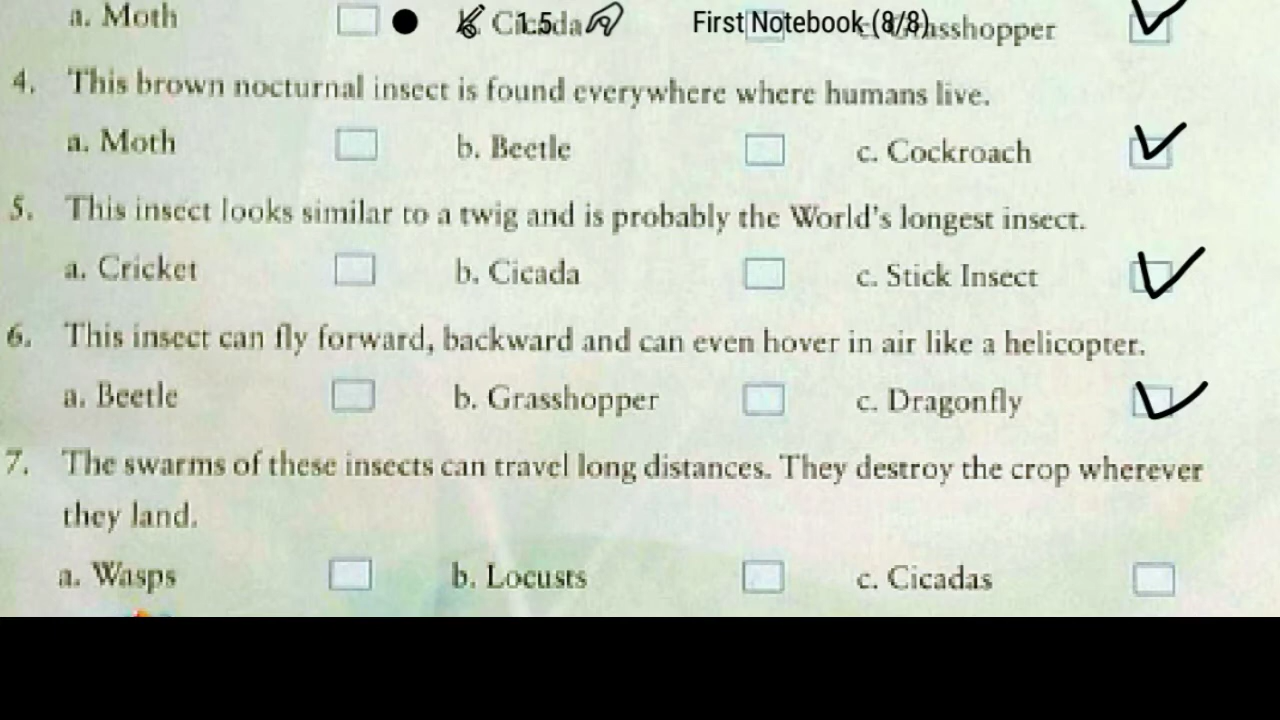 a. Moth b. Cicada c. Grasshopper
1.5 First Notebook (8/8)
4. This brown nocturnal insect is found everywhere where humans live.
a. Moth b. Beetle c. Cockroach
5. This insect looks similar to a twig and is probably the World's longest insect.
a. Cricket b. Cicada c. Stick Insect
6. This insect can fly forward, backward and can even hover in air like a helicopter.
a. Beetle b. Grasshopper c. Dragonfly
7. The swarms of these insects can travel long distances. They destroy the crop wherever
they land.
a. Wasps b. Locusts c. Cicadas